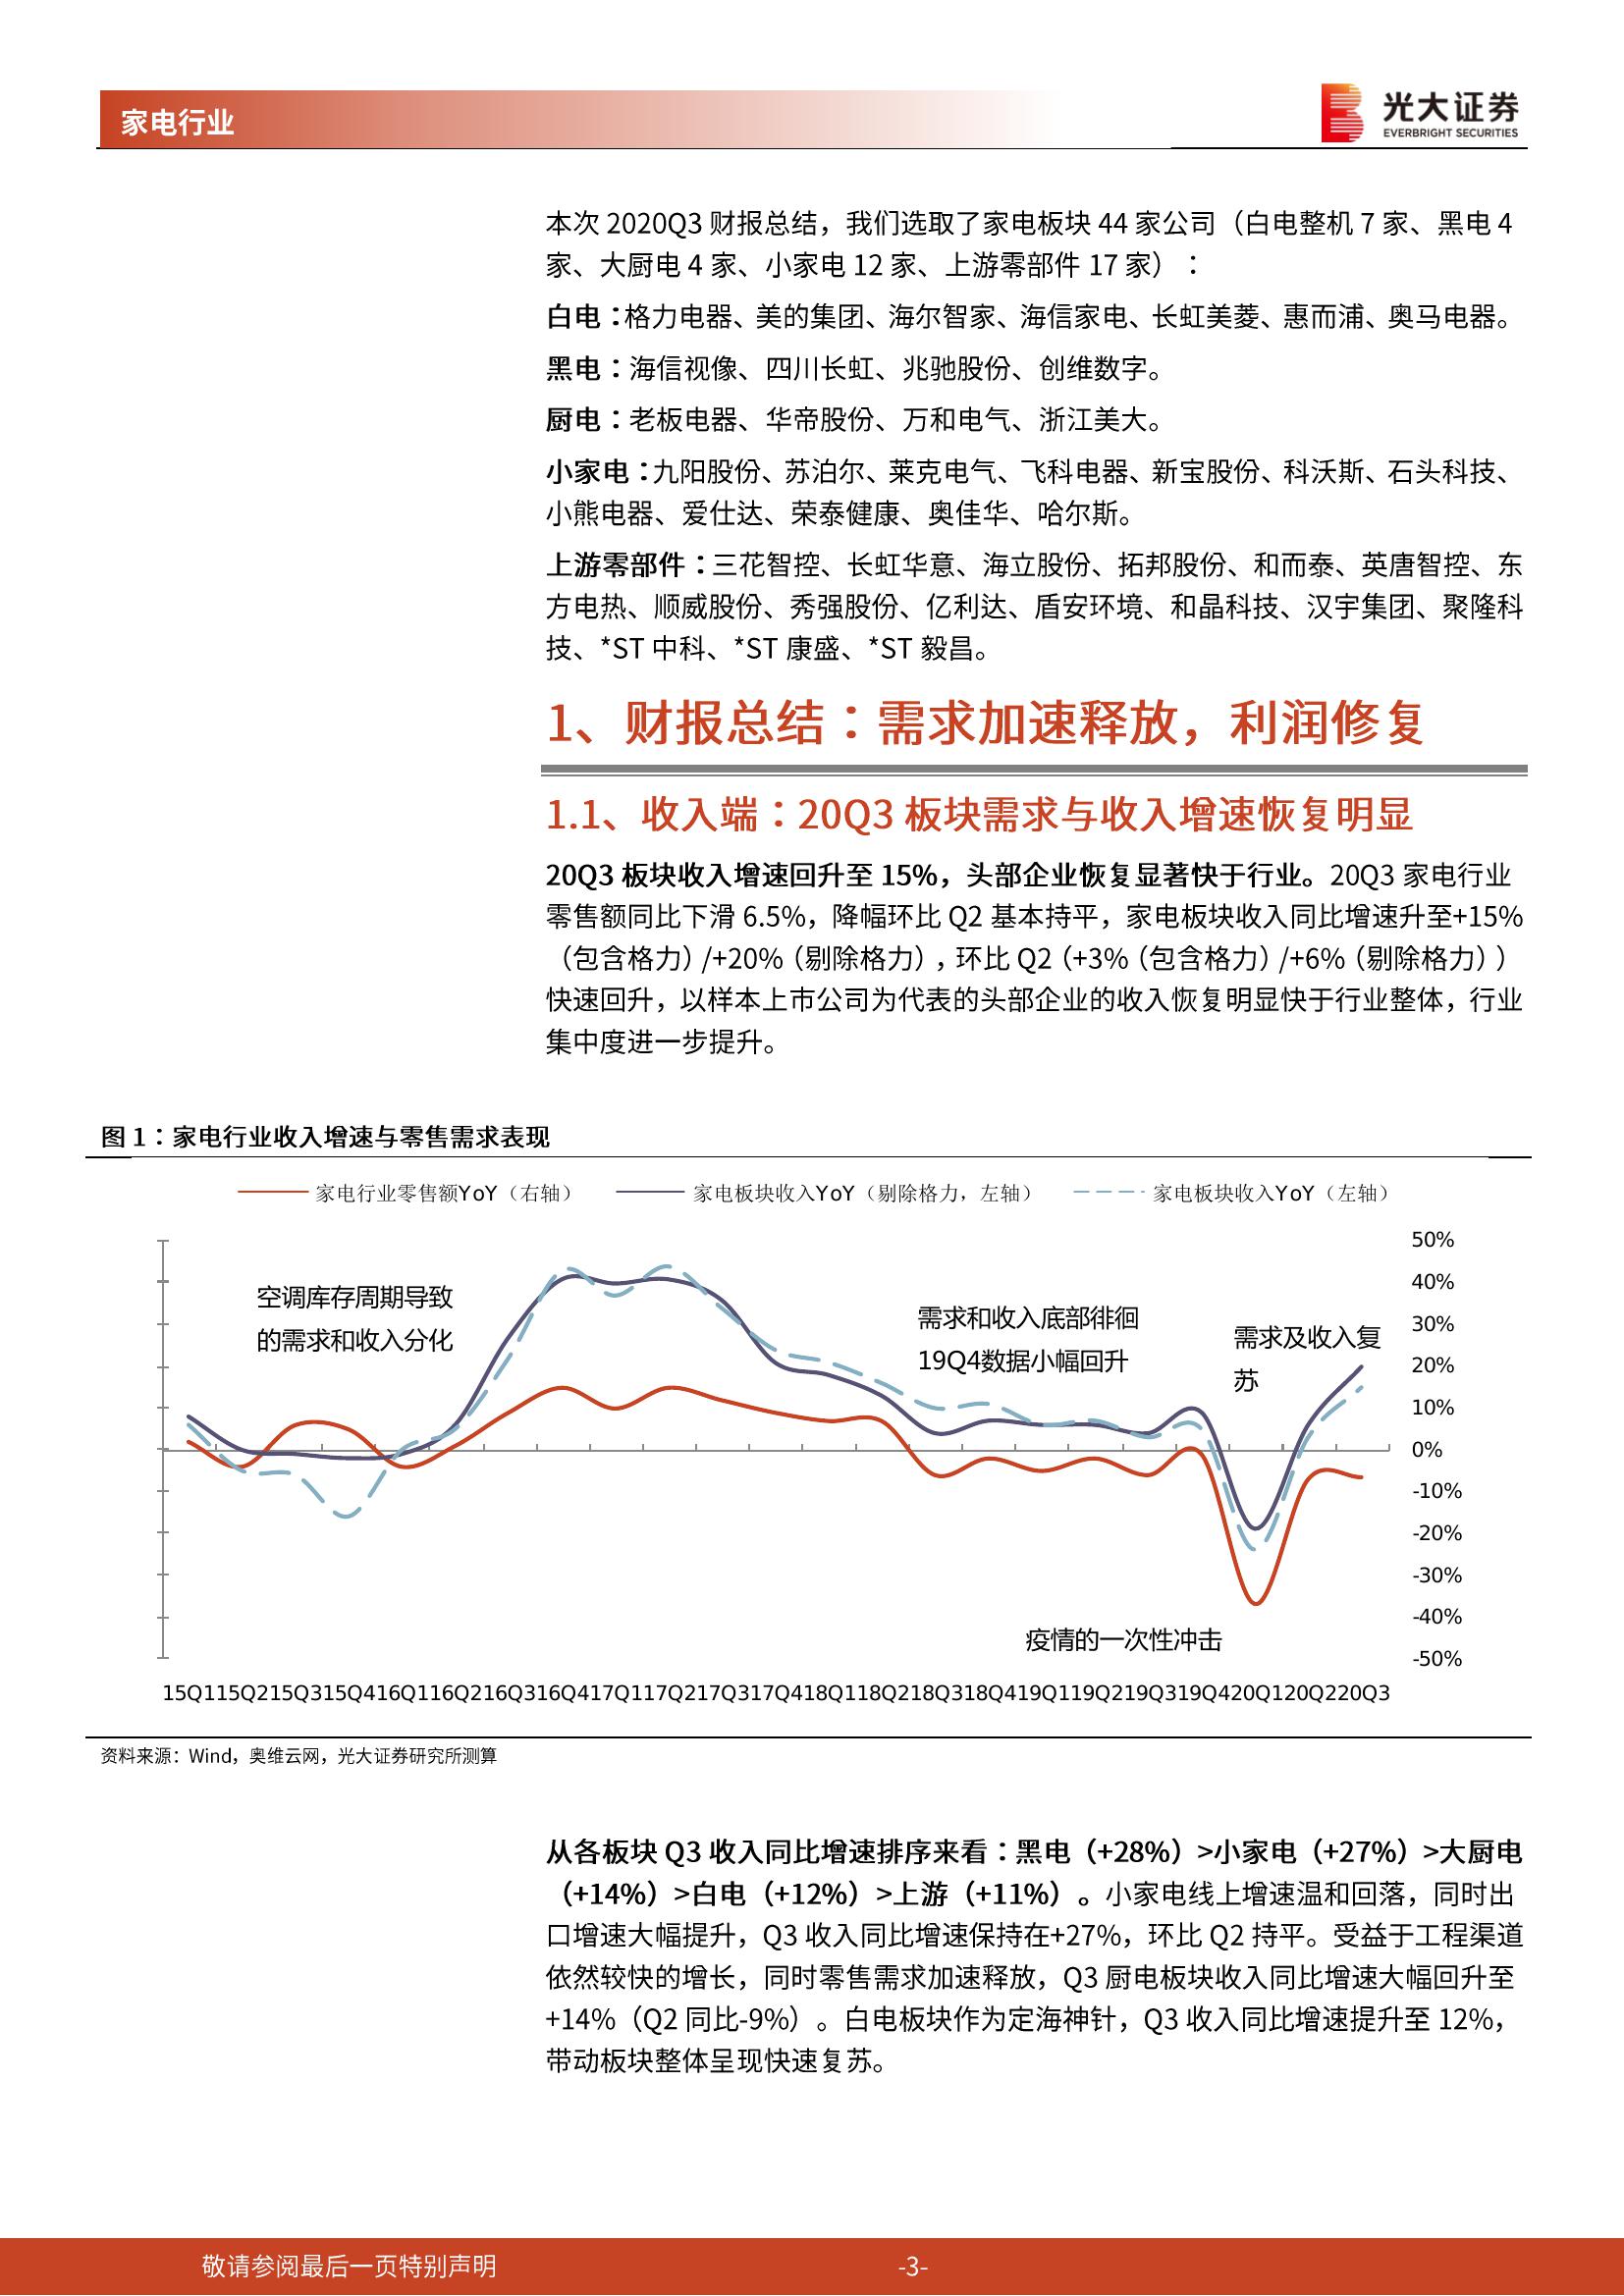 家电行业
光大证券
EVERBRIGHT SECURITIES
本次 2020Q3 财报总结，我们选取了家电板块 44 家公司（白电整机 7 家、黑电 4
家、大厨电 4 家、小家电 12 家、上游零部件 17 家）：
白电：格力电器、美的集团、海尔智家、海信家电、长虹美菱、惠而浦、奥马电器。
黑电：海信视像、四川长虹、兆驰股份、创维数字。
厨电：老板电器、华帝股份、万和电气、浙江美大。
小家电：九阳股份、苏泊尔、莱克电气、飞科电器、新宝股份、科沃斯、石头科技、
小熊电器、爱仕达、荣泰健康、奥佳华、哈尔斯。
上游零部件：三花智控、长虹华意、海立股份、拓邦股份、和而泰、英唐智控、东
方电热、顺威股份、秀强股份、亿利达、盾安环境、和晶科技、汉宇集团、聚隆科
技、*ST 中科、*ST 康盛、*ST 毅昌。
1、财报总结：需求加速释放，利润修复
1.1、收入端：20Q3 板块需求与收入增速恢复明显
20Q3 板块收入增速回升至 15%，头部企业恢复显著快于行业。20Q3 家电行业
零售额同比下滑 6.5%，降幅环比 Q2 基本持平，家电板块收入同比增速升至+15%
（包含格力）/+20%（剔除格力），环比 Q2（+3%（包含格力）/+6%（剔除格力））
快速回升，以样本上市公司为代表的头部企业的收入恢复明显快于行业整体，行业
集中度进一步提升。
图 1：家电行业收入增速与零售需求表现
家电行业零售额YoY（右轴） 家电板块收入YoY（剔除格力，左轴） 家电板块收入YoY（左轴）
50%
40%
30%
20%
10%
0%
-10%
-20%
-30%
-40%
-50%
空调库存周期导致
的需求和收入分化
需求和收入底部徘徊
19Q4数据小幅回升
需求及收入复
苏
疫情的一次性冲击
15Q115Q215Q315Q416Q116Q216Q316Q417Q117Q217Q317Q418Q118Q218Q318Q419Q119Q219Q319Q420Q120Q220Q3
资料来源：Wind，奥维云网，光大证券研究所测算
从各板块 Q3 收入同比增速排序来看：黑电（+28%）>小家电（+27%）>大厨电
（+14%）>白电（+12%）>上游（+11%）。小家电线上增速温和回落，同时出
口增速大幅提升，Q3 收入同比增速保持在+27%，环比 Q2 持平。受益于工程渠道
依然较快的增长，同时零售需求加速释放，Q3 厨电板块收入同比增速大幅回升至
+14%（Q2 同比-9%）。白电板块作为定海神针，Q3 收入同比增速提升至 12%，
带动板块整体呈现快速复苏。
敬请参阅最后一页特别声明
-3-